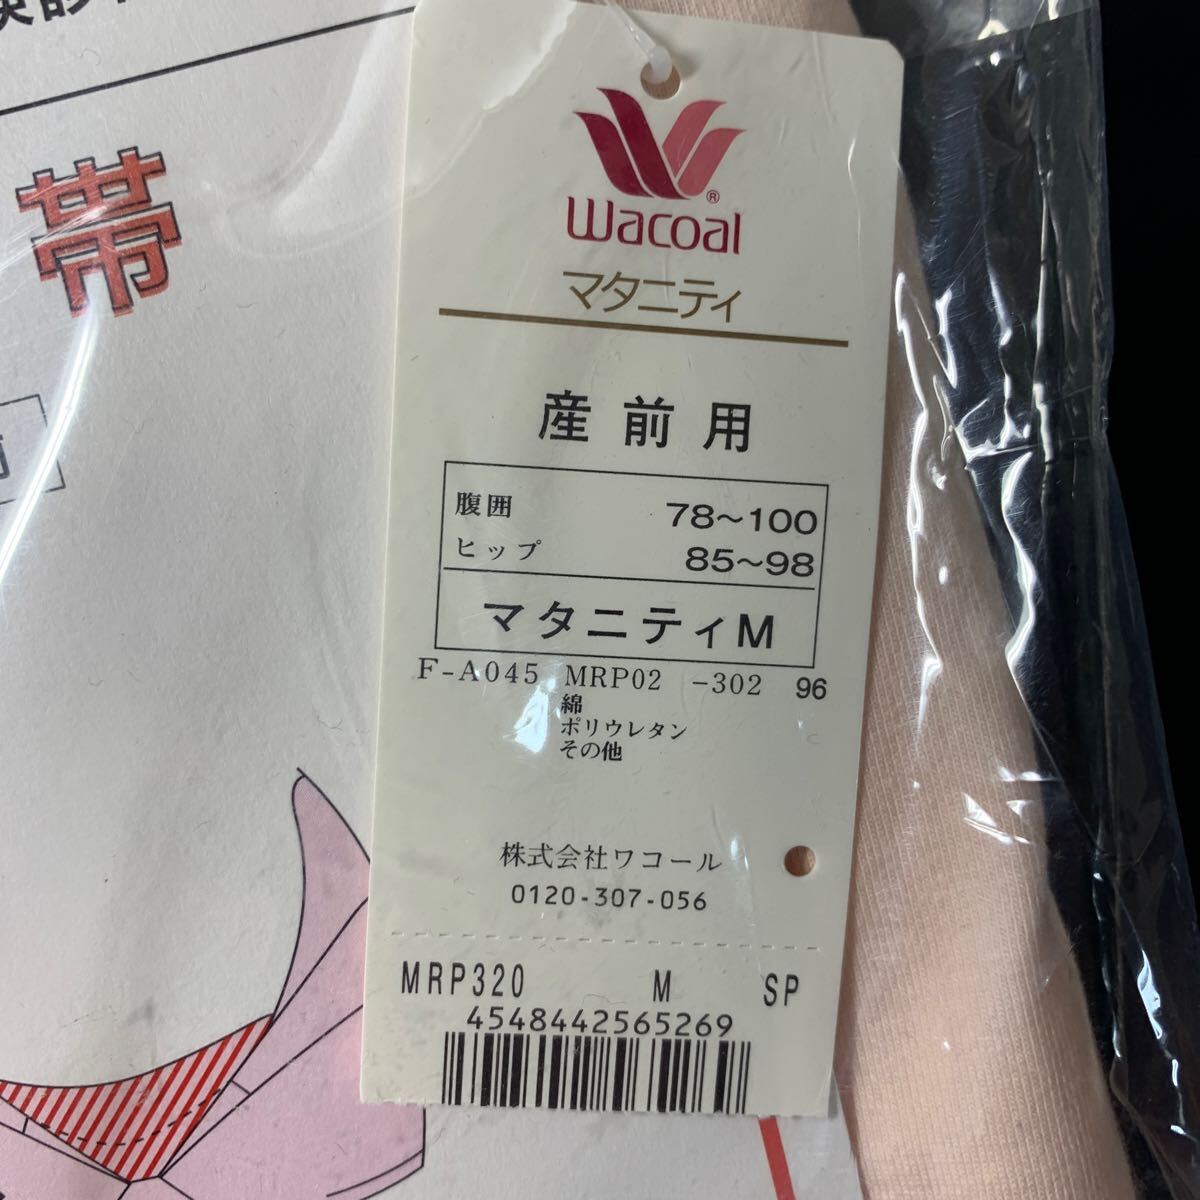 帯
Wacoal®
マタニティ
産前用
腹囲 78~100
ヒップ 85~98
マタニティM
F-A045 MRP02 -302 96
綿
ポリウレタン
その他
株式会社ワコール
0120-307-056
MRP320 M SP
4548442565269